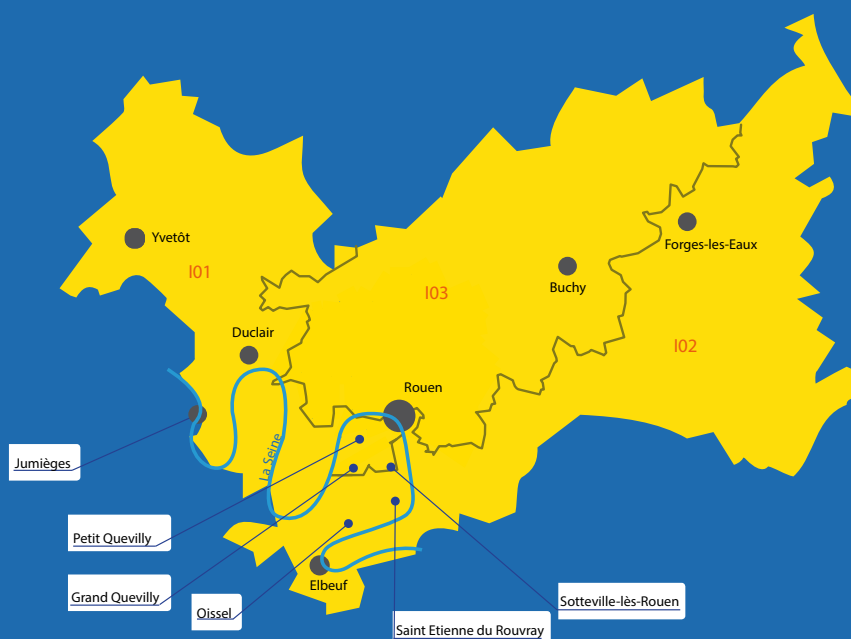 Yvetôt
Forges-les-Eaux
I01
Buchy
I03
Duclair
I02
Rouen
La Seine
Jumièges
Petit Quevilly
Elbeuf
Grand Quevilly
Oissel
Sotteville-lès-Rouen
Saint Etienne du Rouvray